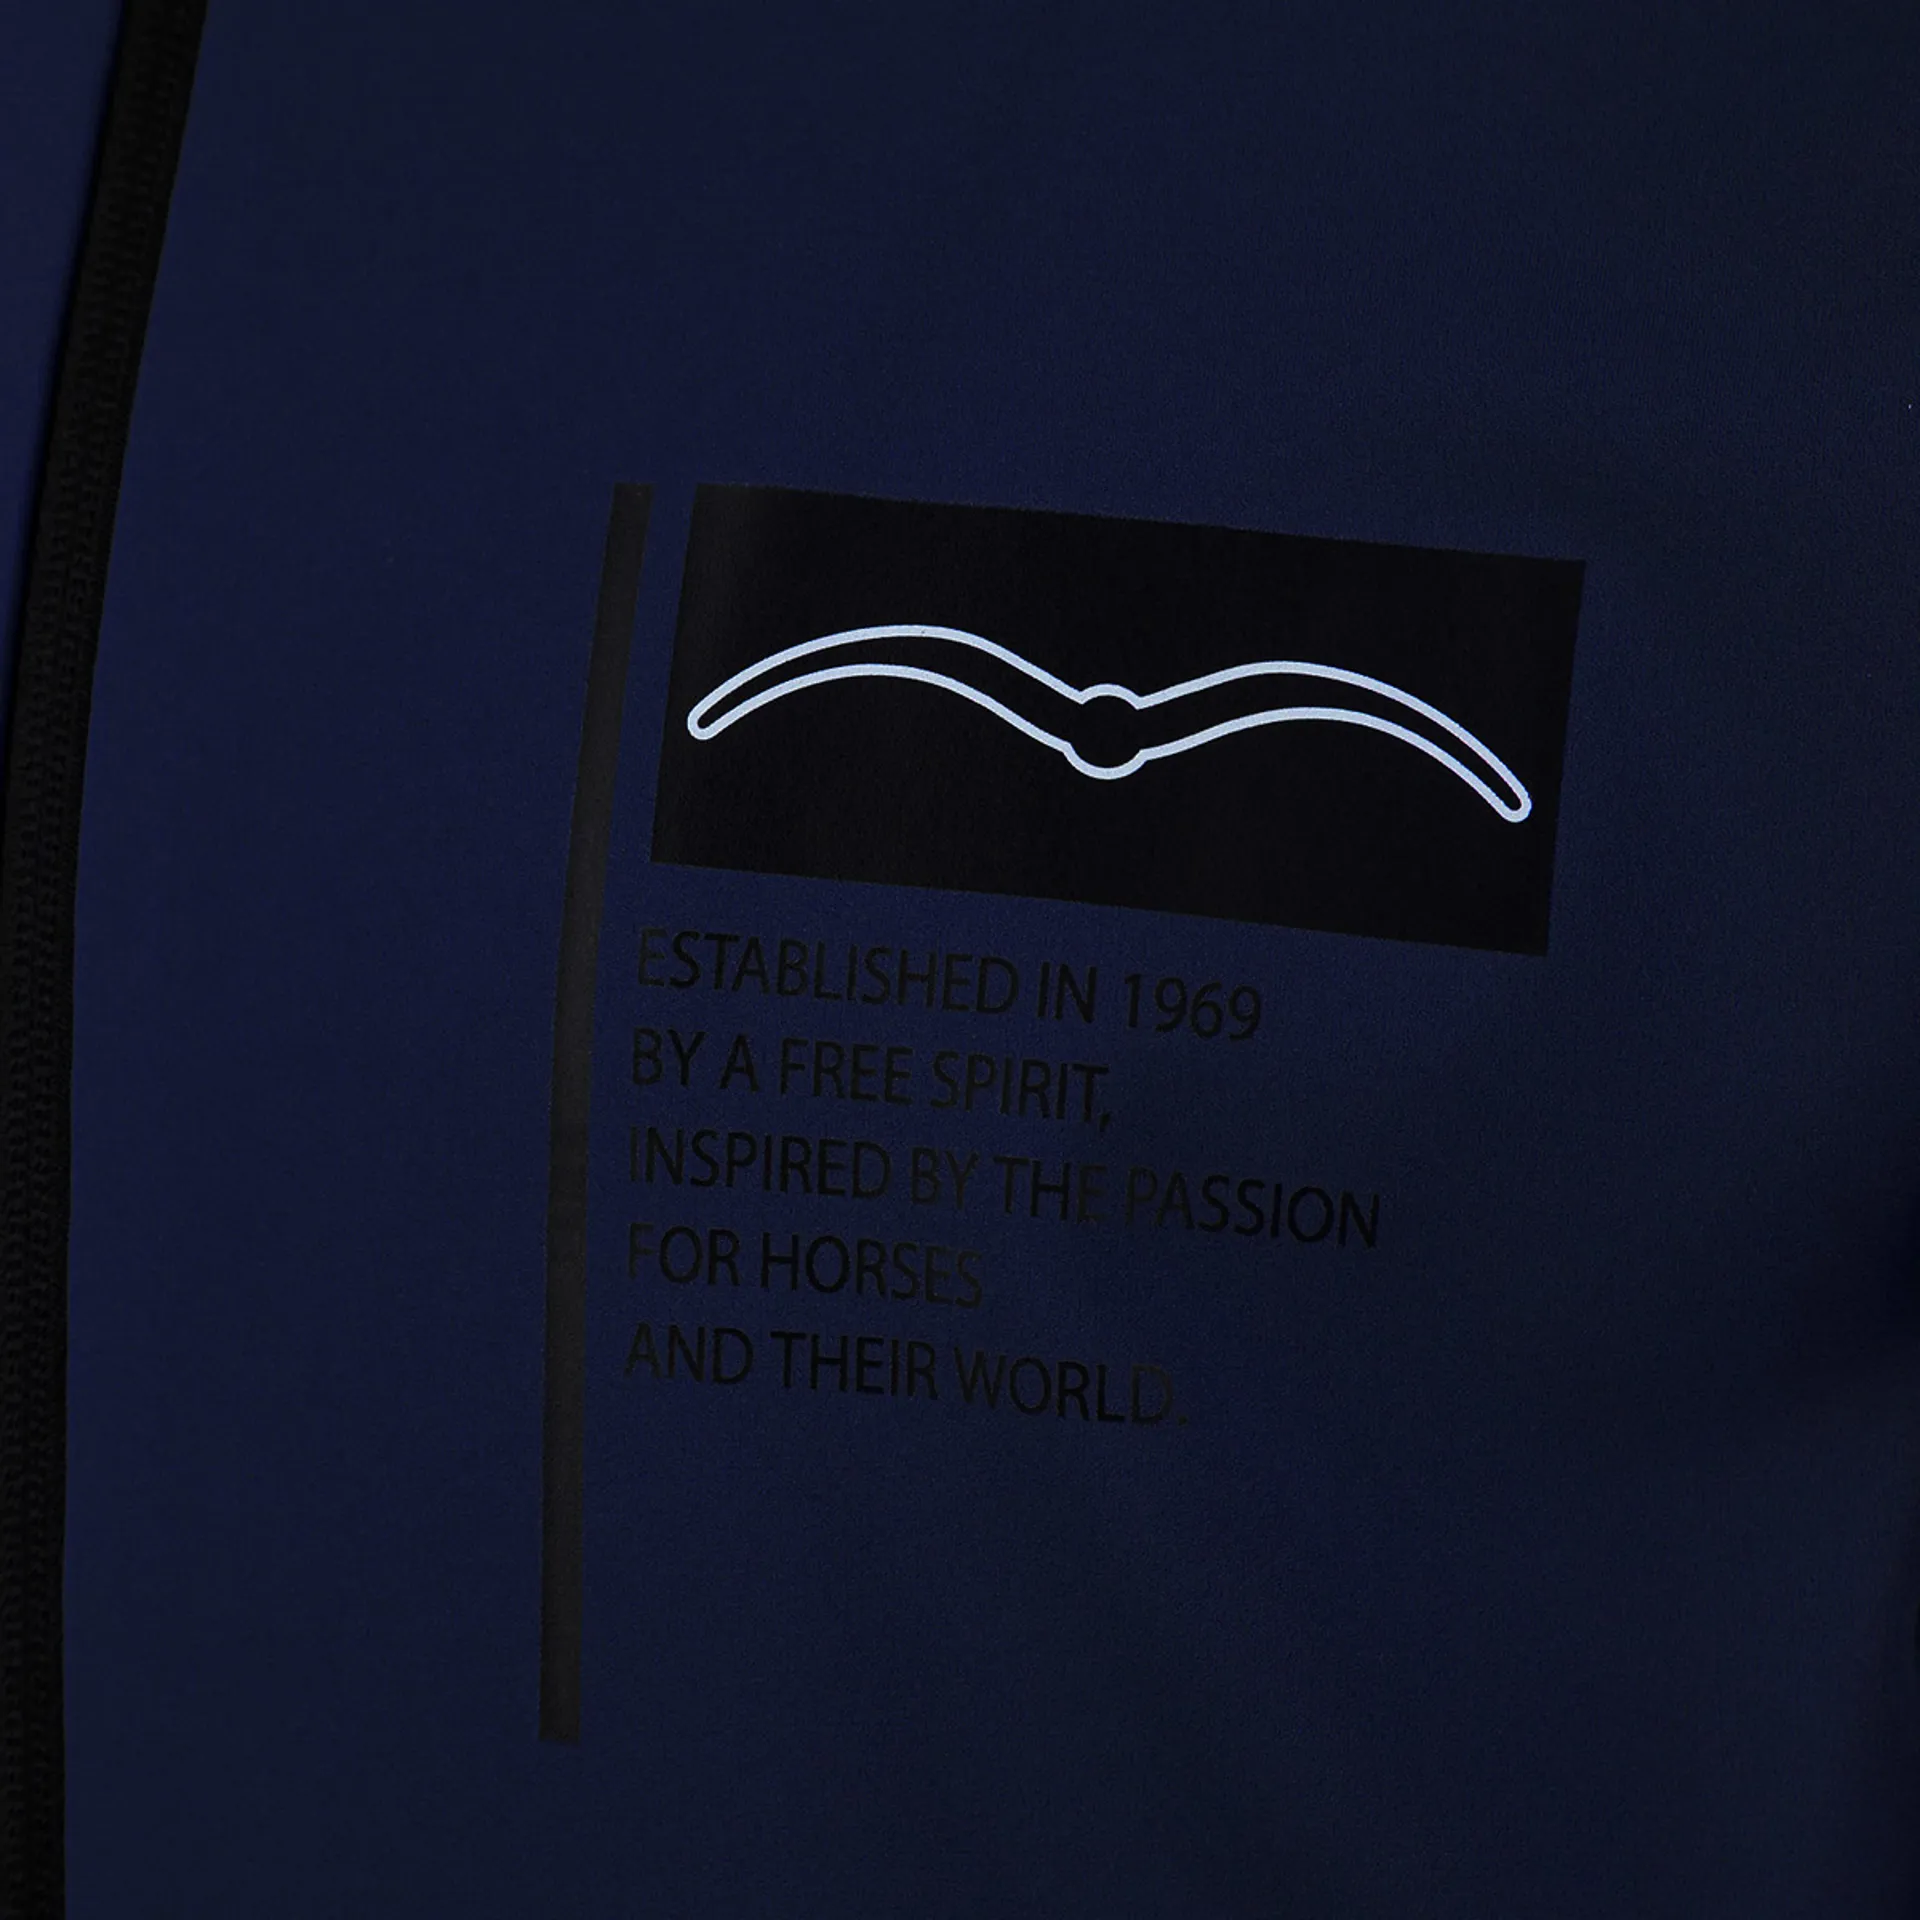 ESTABLISHED IN 1969
BY A FREE SPIRIT,
INSPIRED BY THE PASSION
FOR HORSES
AND THEIR WORLD.